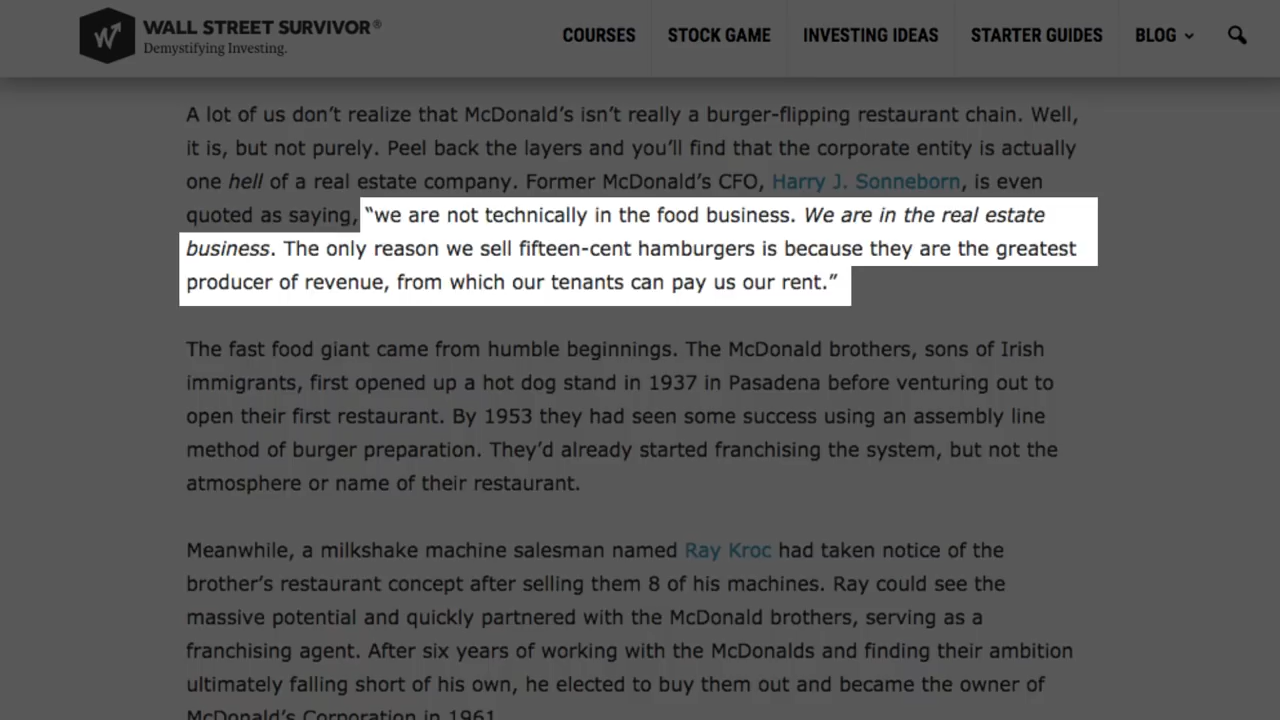 WALL STREET SURVIVOR®
Demystifying Investing.
COURSES
STOCK GAME
INVESTING IDEAS
STARTER GUIDES
BLOG
A lot of us don’t realize that McDonald’s isn’t really a burger-flipping restaurant chain. Well,
it is, but not purely. Peel back the layers and you’ll find that the corporate entity is actually
one hell of a real estate company. Former McDonald’s CFO, Harry J. Sonneborn, is even
quoted as saying, “we are not technically in the food business. We are in the real estate
business. The only reason we sell fifteen-cent hamburgers is because they are the greatest
producer of revenue, from which our tenants can pay us our rent.”
The fast food giant came from humble beginnings. The McDonald brothers, sons of Irish
immigrants, first opened up a hot dog stand in 1937 in Pasadena before venturing out to
open their first restaurant. By 1953 they had seen some success using an assembly line
method of burger preparation. They’d already started franchising the system, but not the
atmosphere or name of their restaurant.
Meanwhile, a milkshake machine salesman named Ray Kroc had taken notice of the
brother’s restaurant concept after selling them 8 of his machines. Ray could see the
massive potential and quickly partnered with the McDonald brothers, serving as a
franchising agent. After six years of working with the McDonalds and finding their ambition
ultimately falling short of his own, he elected to buy them out and became the owner of
McDonald’s Corporation in 1961.